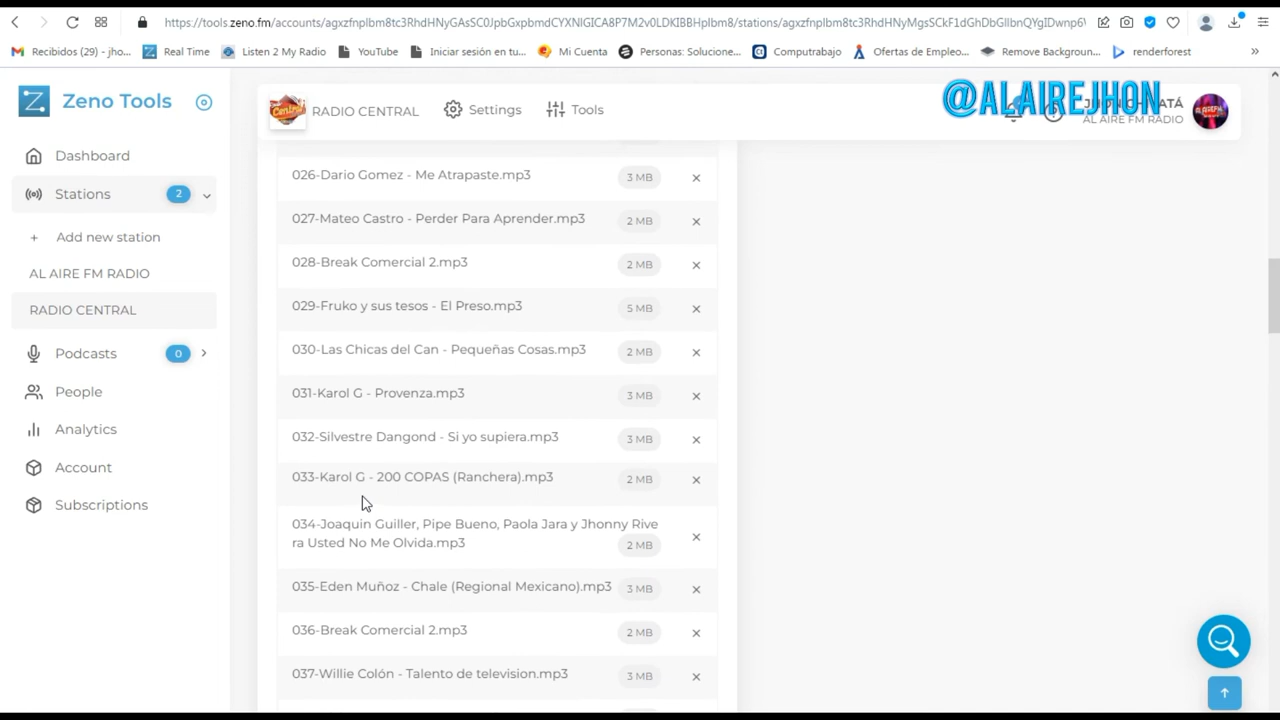 https://tools.zeno.fm/accounts/agxzfnplbm8tc3RhdHNyGAsSC0JpbGxpbmdCYXNlGICA8P7M2v0LDKIBBHplbm8/stations/agxzfnplbm8tc3RhdHNyMgsSCkF1dGhDbGllbnQYgIDwnp6V
Recibidos (29) - jho... Real Time Listen 2 My Radio YouTube Iniciar sesión en tu... Mi Cuenta Personas: Solucione... Computrabajo Ofertas de Empleo... Remove Backgroun... renderforest »
Zeno Tools
RADIO CENTRAL Settings Tools
@ALAIREJHON
AL AIRE FM RADIO
Dashboard
Stations 2
+ Add new station
AL AIRE FM RADIO
RADIO CENTRAL
Podcasts 0
People
Analytics
Account
Subscriptions
026-Dario Gomez - Me Atrapaste.mp3 3 MB ×
027-Mateo Castro - Perder Para Aprender.mp3 2 MB ×
028-Break Comercial 2.mp3 2 MB ×
029-Fruko y sus tesos - El Preso.mp3 5 MB ×
030-Las Chicas del Can - Pequeñas Cosas.mp3 2 MB ×
031-Karol G - Provenza.mp3 3 MB ×
032-Silvestre Dangond - Si yo supiera.mp3 3 MB ×
033-Karol G - 200 COPAS (Ranchera).mp3 2 MB ×
034-Joaquin Guiller, Pipe Bueno, Paola Jara y Jhonny Rive
ra Usted No Me Olvida.mp3 2 MB ×
035-Eden Muñoz - Chale (Regional Mexicano).mp3 3 MB ×
036-Break Comercial 2.mp3 2 MB ×
037-Willie Colón - Talento de television.mp3 3 MB ×